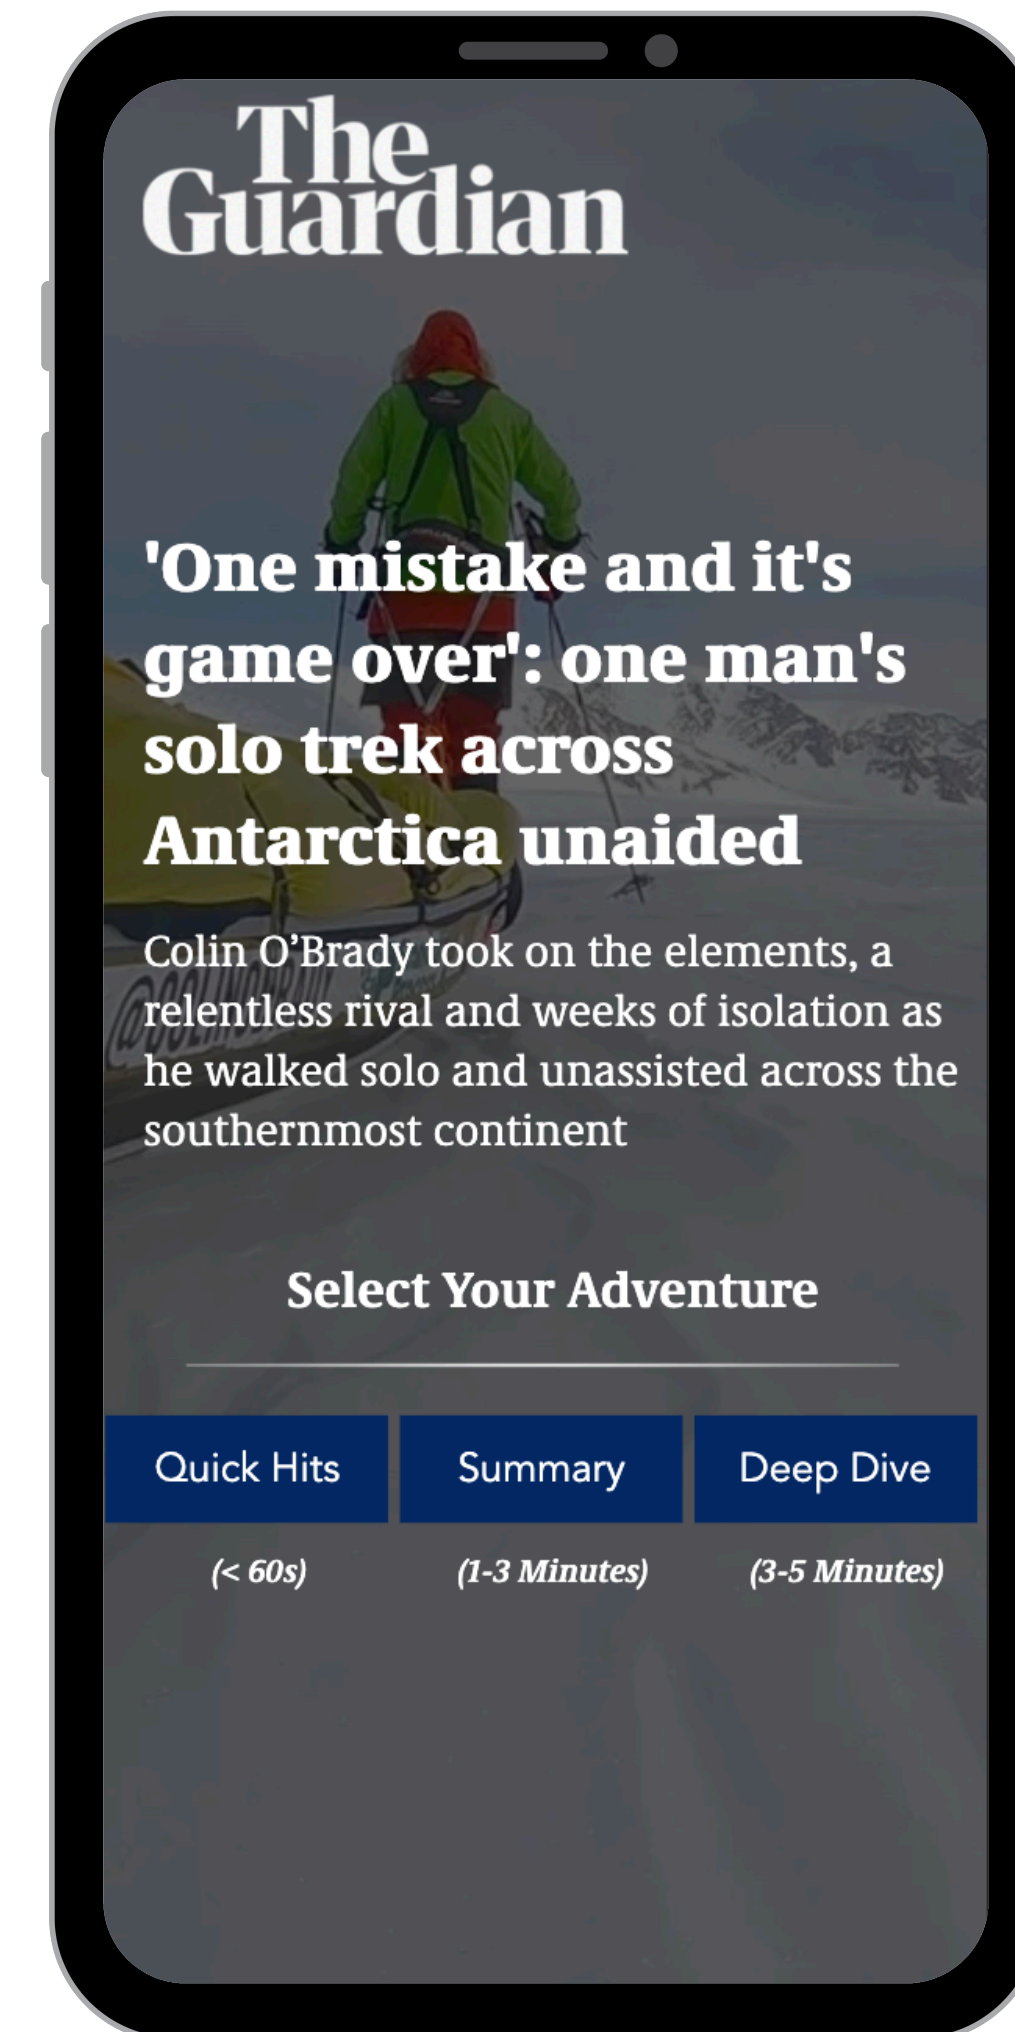 The
Guardian
'One mistake and it's
game over': one man's
solo trek across
Antarctica unaided
Colin O’Brady took on the elements, a
relentless rival and weeks of isolation as
he walked solo and unassisted across the
southernmost continent
@COLINOBRADY
Select Your Adventure
Quick Hits
Summary
Deep Dive
(< 60s)
(1-3 Minutes)
(3-5 Minutes)